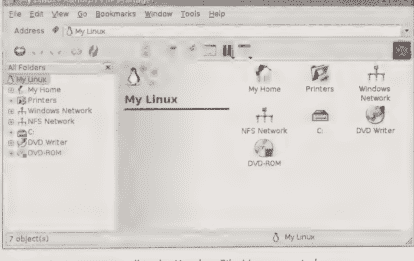 File Edit View Go Bookmarks Window Tools Help
Address My Linux
All Folders
My Linux
My Home
Printers
Windows Network
NFS Network
C:
DVD Writer
DVD-ROM
My Linux
My Home Printers Windows
Network
NFS Network C: DVD Writer
DVD-ROM
7 object(s) My Linux